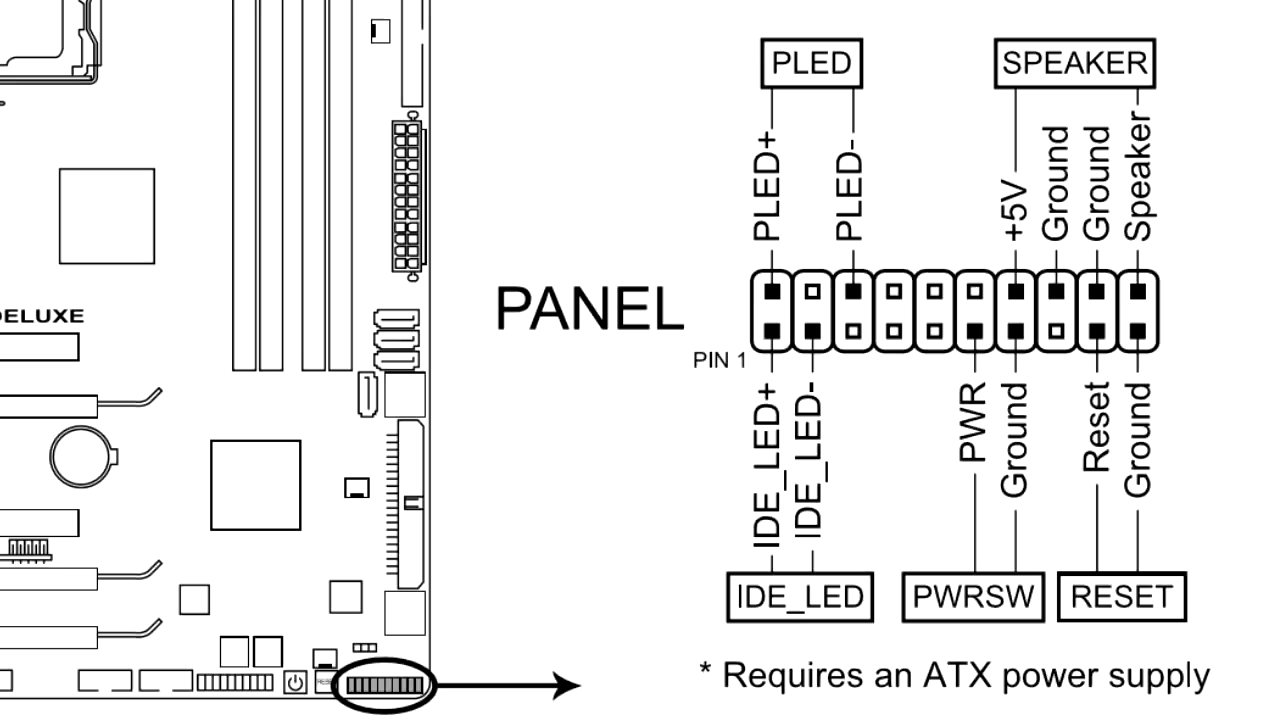 PLED
SPEAKER
PLED+
PLED-
+5V
Ground
Ground
Speaker
PANEL
PIN 1
IDE_LED+
IDE_LED-
PWR
Ground
Reset
Ground
IDE_LED
PWRSW
RESET
* Requires an ATX power supply
DELUXE